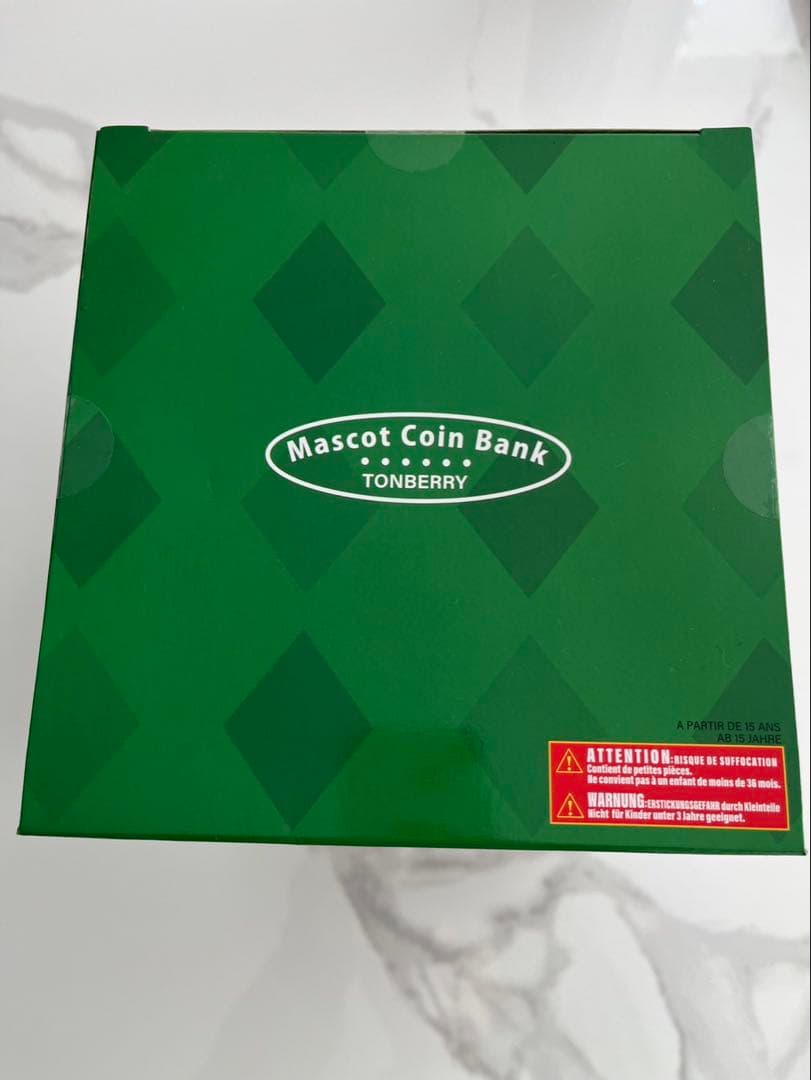 Mascot Coin Bank
TONBERRY
A PARTIR DE 15 ANS
AB 15 JAHRE
ATTENTION:RISQUE DE SUFFOCATION
Contient de petites pièces.
Ne convient pas à un enfant de moins de 36 mois.
WARNUNG:ERSTICKUNGSGEFAHR durch Kleinteile
Nicht für Kinder unter 3 Jahre geeignet.